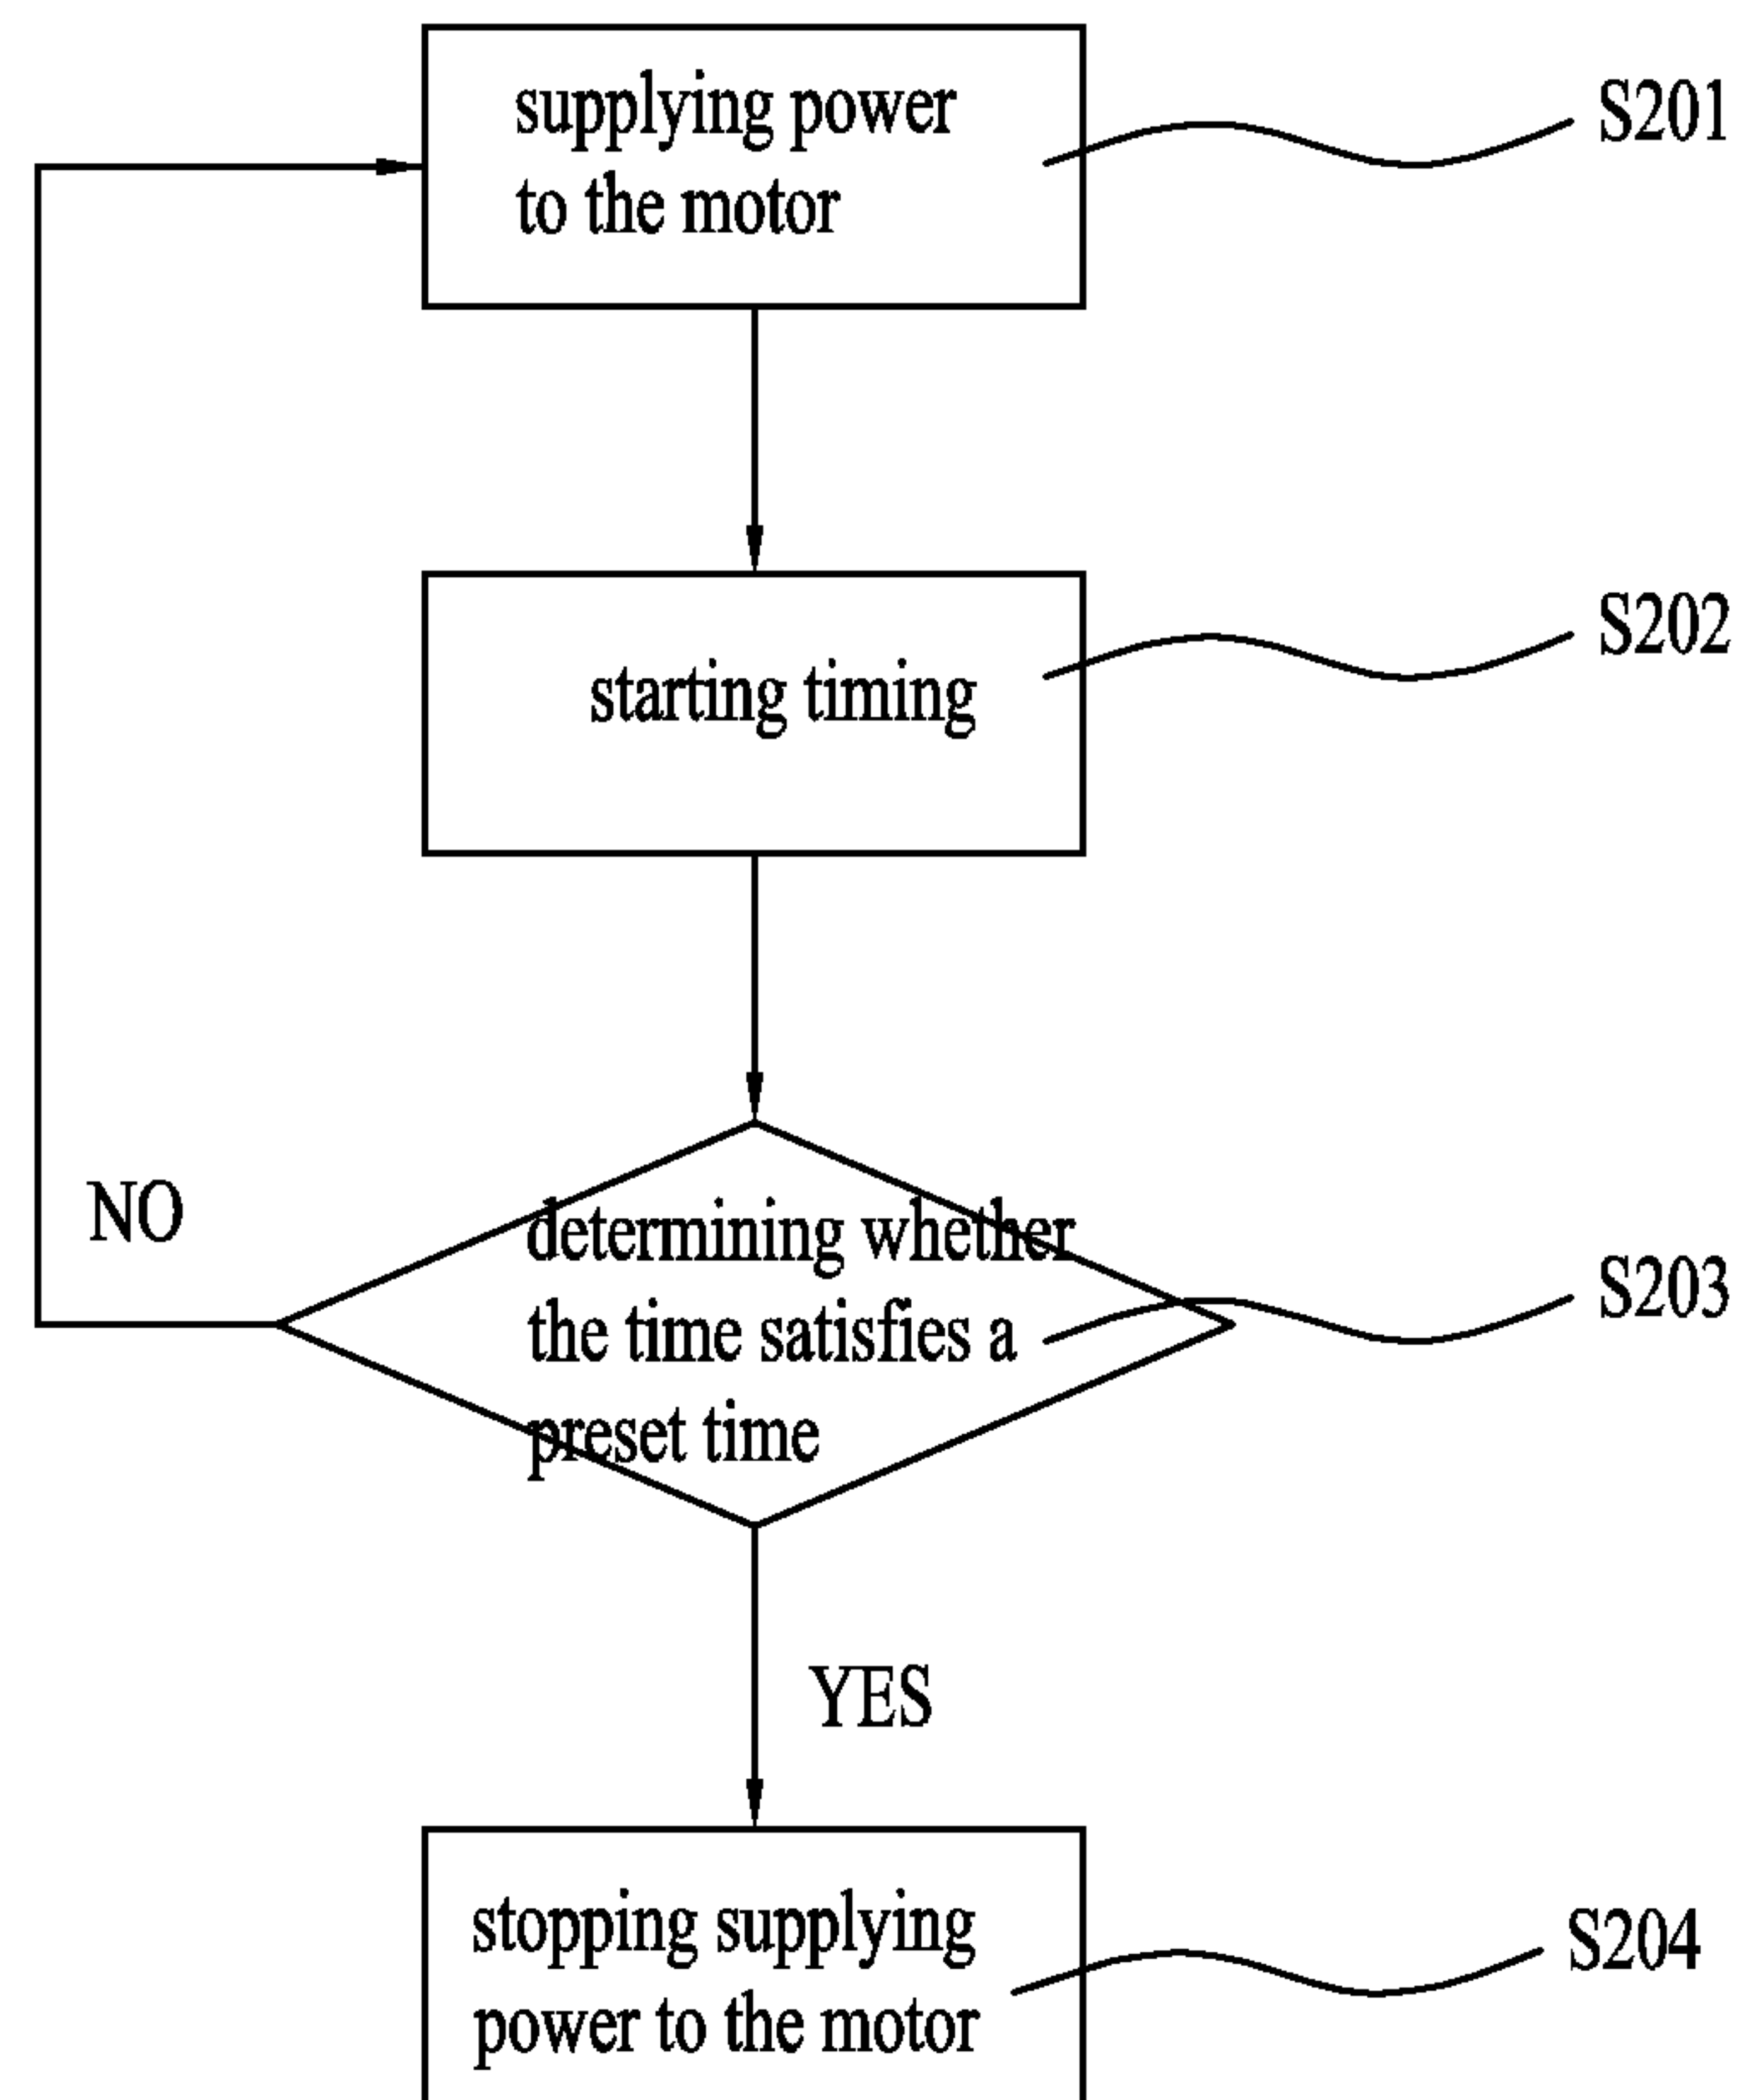 supplying power
to the motor
S201
starting timing
S202
NO
determining whether
the time satisfies a
preset time
S203
YES
stopping supplying
power to the motor
S204